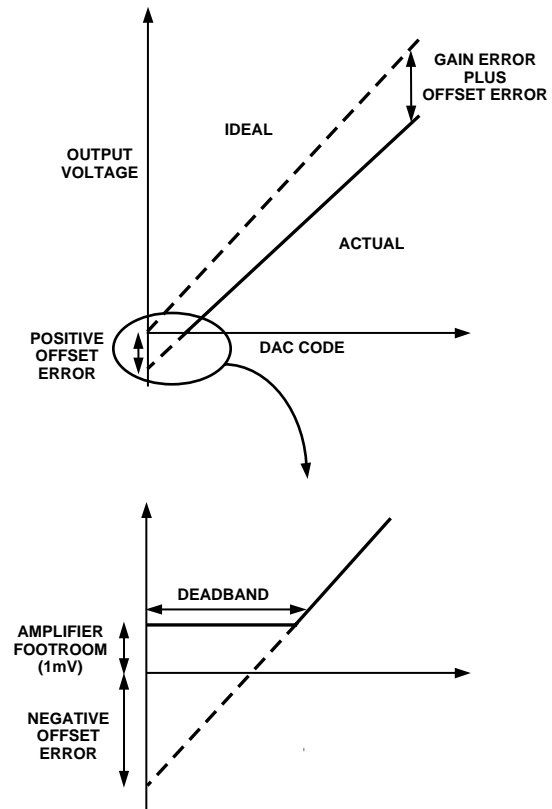 GAIN ERROR
PLUS
OFFSET ERROR
IDEAL
OUTPUT
VOLTAGE
ACTUAL
POSITIVE
OFFSET
ERROR
DAC CODE
DEADBAND
AMPLIFIER
FOOTROOM
(1mV)
NEGATIVE
OFFSET
ERROR